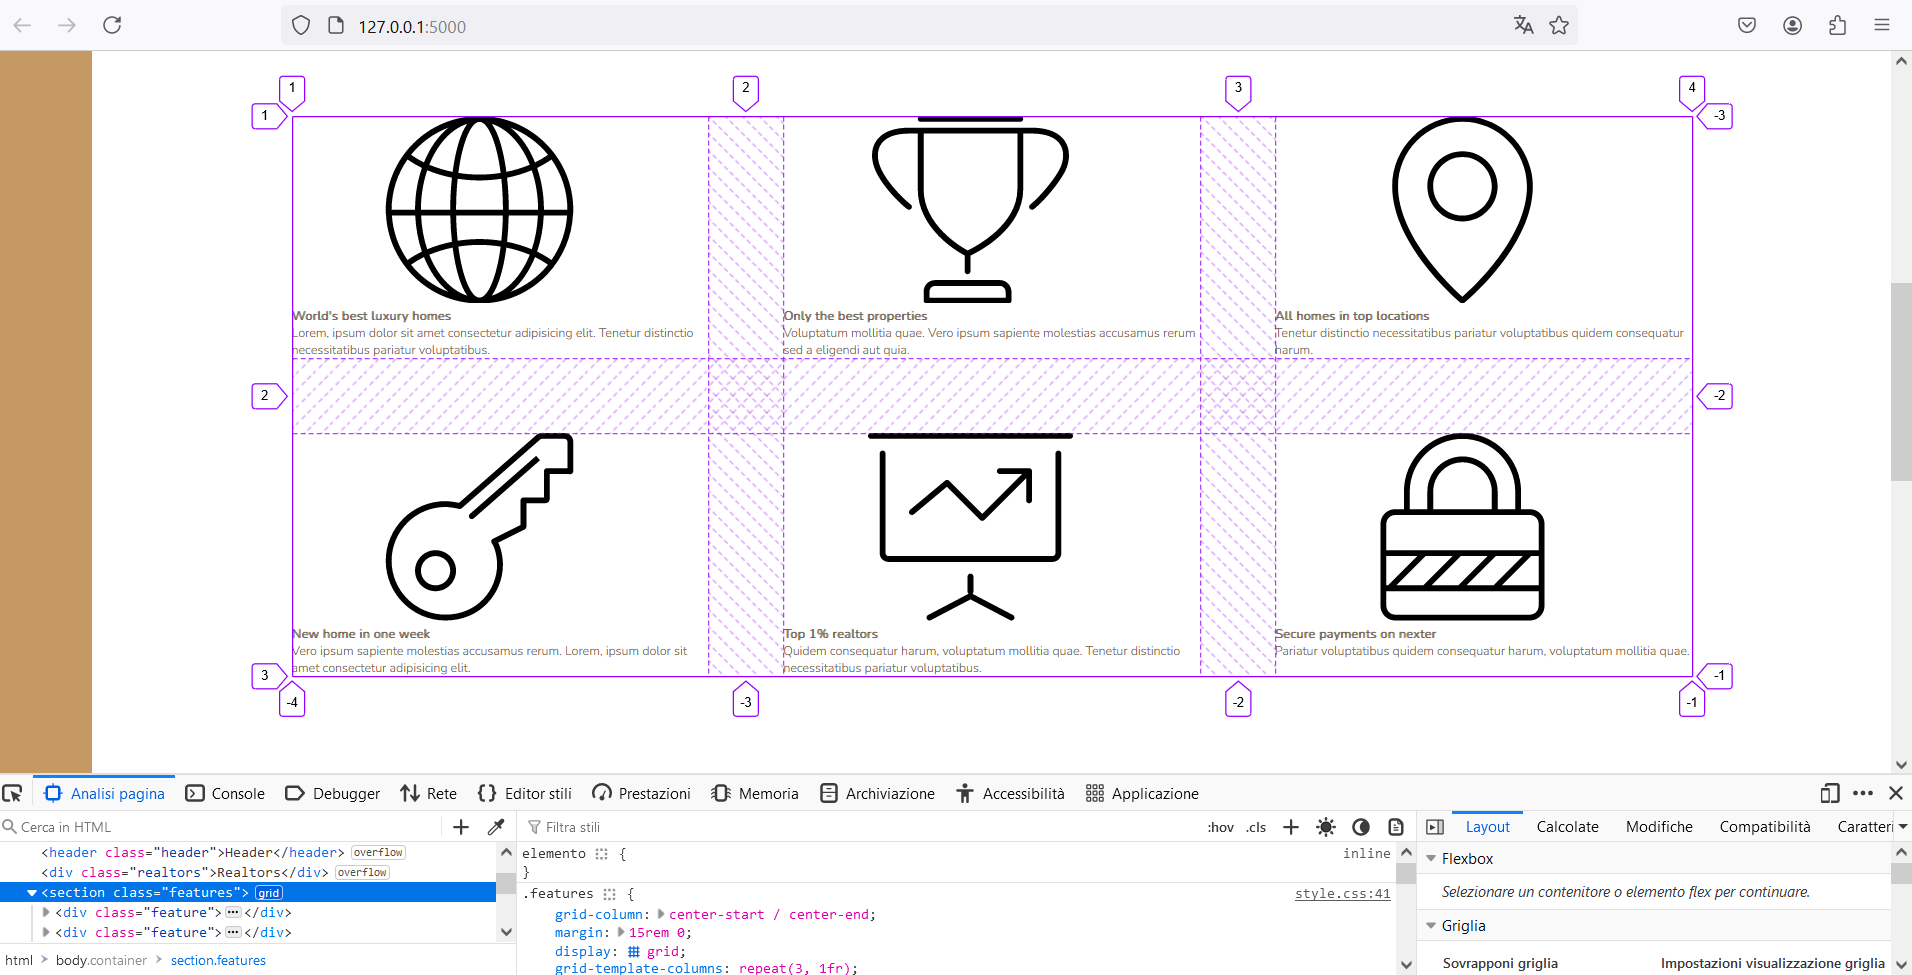 127.0.0.1:5000
1
2
3
4
1
-3
World's best luxury homes
Lorem, ipsum dolor sit amet consectetur adipisicing elit. Tenetur distinctio
necessitatibus pariatur voluptatibus.
Only the best properties
Voluptatum mollitia quae. Vero ipsum sapiente molestias accusamus rerum
sed a eligendi aut quia.
All homes in top locations
Tenetur distinctio necessitatibus pariatur voluptatibus quidem consequatur
harum.
2
-2
New home in one week
Vero ipsum sapiente molestias accusamus rerum. Lorem, ipsum dolor sit
amet consectetur adipisicing elit.
Top 1% realtors
Quidem consequatur harum, voluptatum mollitia quae. Tenetur distinctio
necessitatibus pariatur voluptatibus.
Secure payments on nexter
Pariatur voluptatibus quidem consequatur harum, voluptatum mollitia quae.
3
-1
-4
-3
-2
-1
Analisi pagina
Console
Debugger
Rete
Editor stili
Prestazioni
Memoria
Archiviazione
Accessibilità
Applicazione
Cerca in HTML
Filtra stili
:hov
.cls
Layout
Calcolate
Modifiche
Compatibilità
Caratteri
<header class="header">Header</header> overflow
<div class="realtors">Realtors</div> overflow
<section class="features"> grid
<div class="feature"> ••• </div>
<div class="feature"> ••• </div>
html > body.container > section.features
elemento {
inline
}
.features {
style.css:41
grid-column: center-start / center-end;
margin: 15rem 0;
display: grid;
grid-template-columns: repeat(3, 1fr);
Flexbox
Selezionare un contenitore o elemento flex per continuare.
Griglia
Sovrapponi griglia
Impostazioni visualizzazione griglia